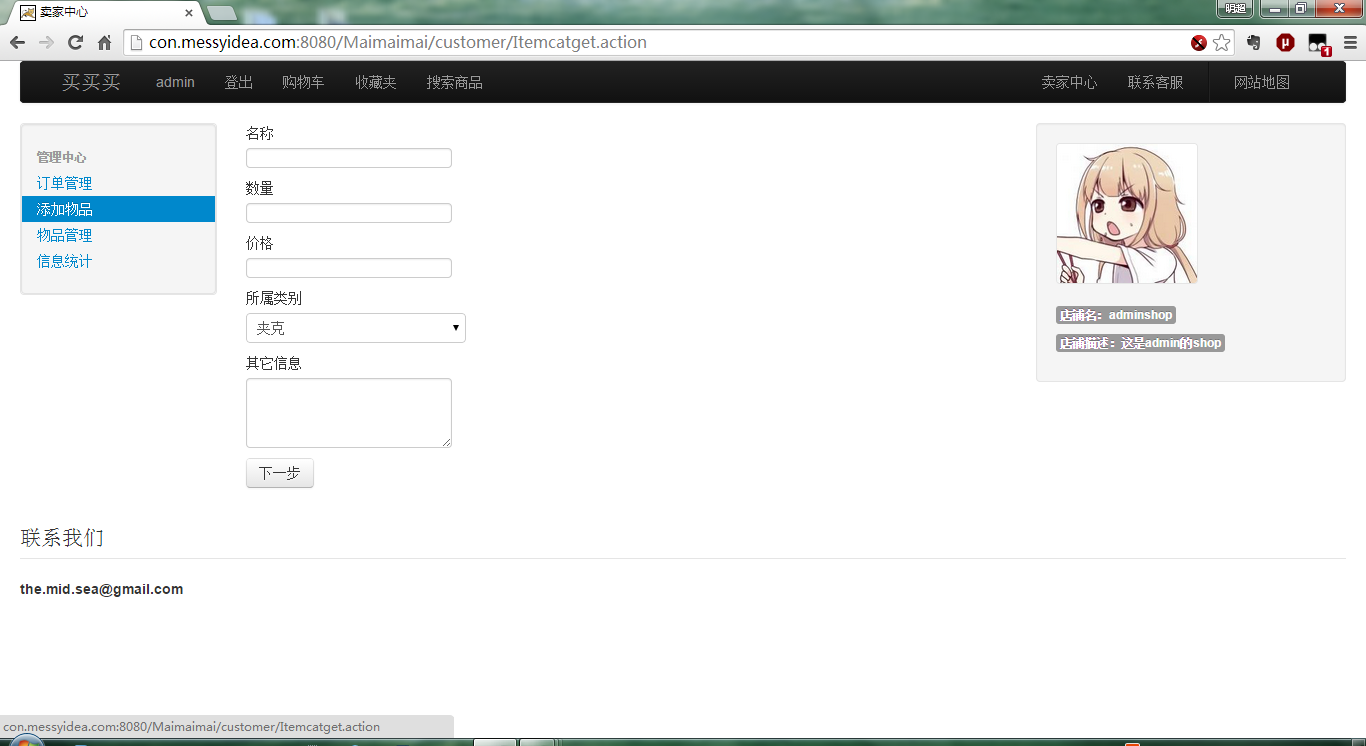 卖家中心
明超
con.messyidea.com:8080/Maimaimai/customer/Itemcatget.action
1
买买买 admin 登出 购物车 收藏夹 搜索商品 卖家中心 联系客服 网站地图
管理中心
订单管理
添加物品
物品管理
信息统计
名称
数量
价格
所属类别
夹克
其它信息
下一步
店铺名：adminshop
店铺描述：这是admin的shop
联系我们
the.mid.sea@gmail.com
con.messyidea.com:8080/Maimaimai/customer/Itemcatget.action